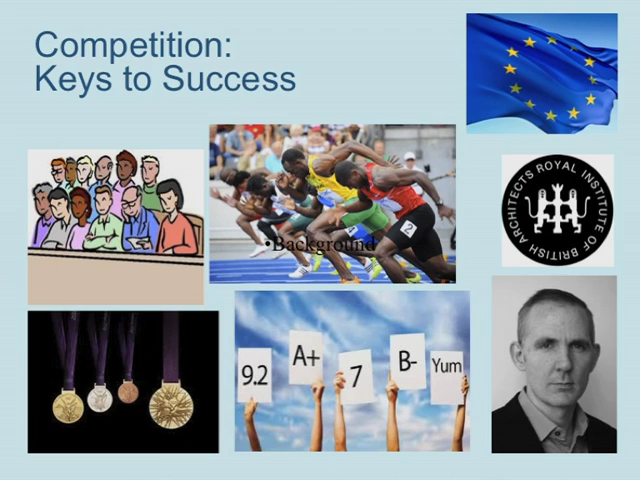 Competition:
Keys to Success
•Background
2
ROYAL INSTITUTE OF BRITISH ARCHITECTS
9.2
A+
7
B-
Yum